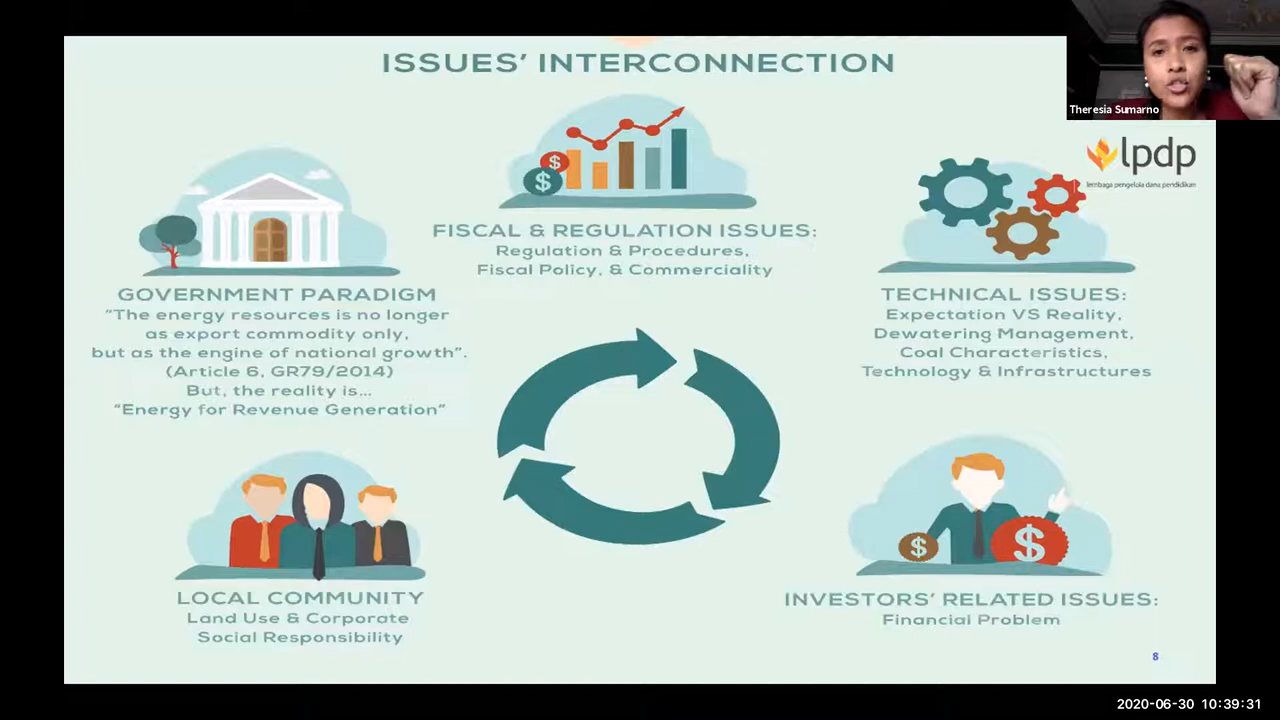 ISSUES' INTERCONNECTION
Theresia Sumarno
lpdp
lembaga pengelola dana pendidikan
$
$
FISCAL & REGULATION ISSUES:
Regulation & Procedures,
Fiscal Policy, & Commerciality
GOVERNMENT PARADIGM
"The energy resources is no longer
as export commodity only,
but as the engine of national growth".
(Article 6, GR79/2014)
But, the reality is...
"Energy for Revenue Generation"
TECHNICAL ISSUES:
Expectation VS Reality,
Dewatering Management,
Coal Characteristics,
Technology & Infrastructures
LOCAL COMMUNITY
Land Use & Corporate
Social Responsibility
$
$
INVESTORS' RELATED ISSUES:
Financial Problem
8
2020-06-30 10:39:31